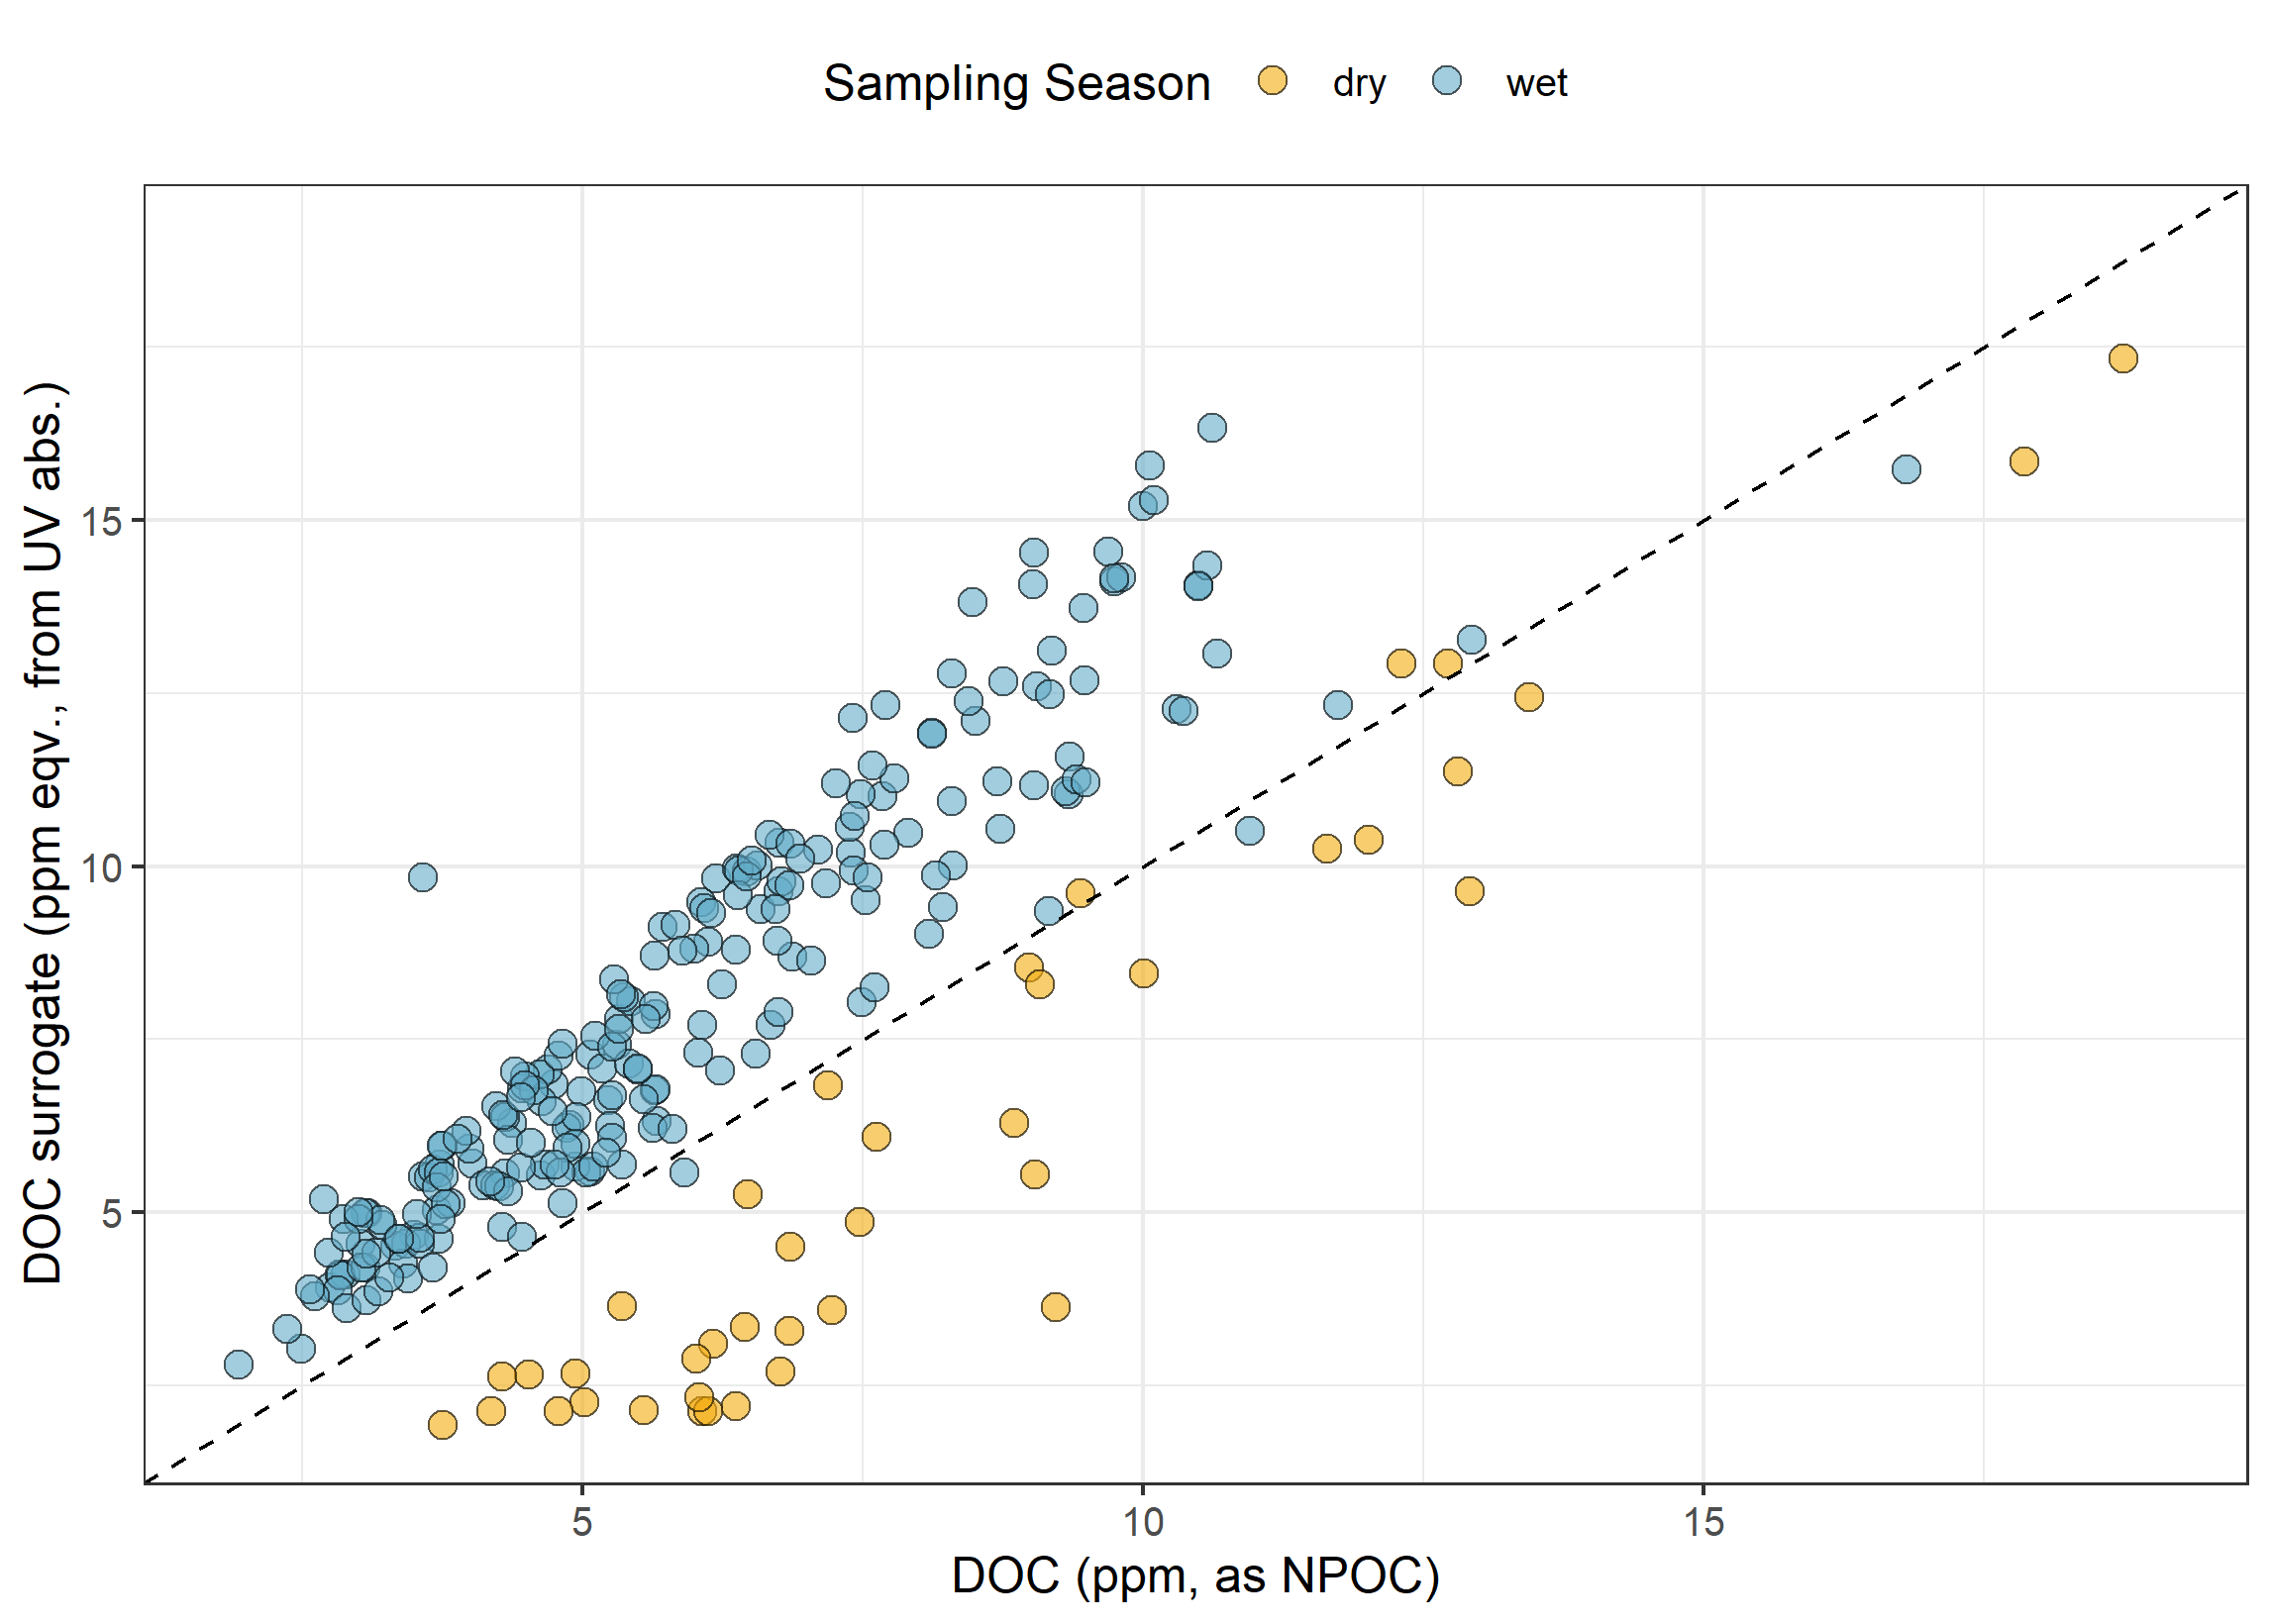 Sampling Season dry wet
DOC surrogate (ppm eqv., from UV abs.)
15
10
5
5 10 15
DOC (ppm, as NPOC)